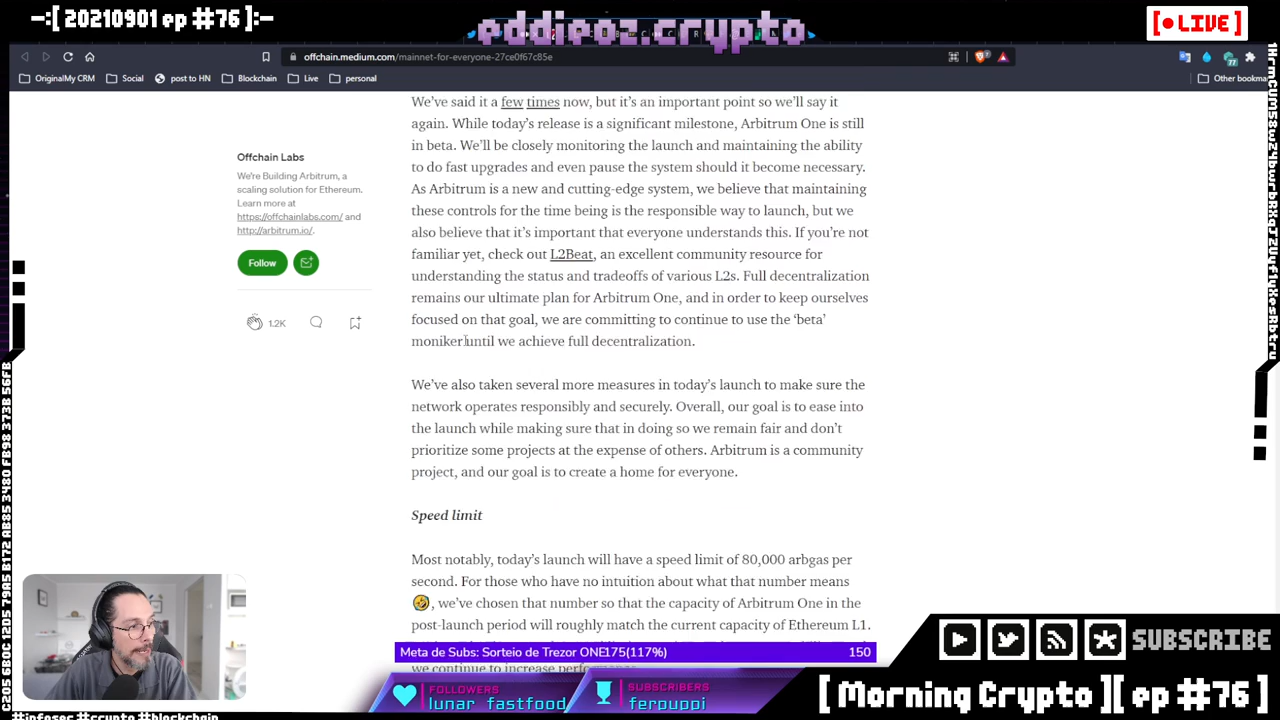 -:[ 20210901 ep #76]:-
eddieoz.crypto
[● LIVE]
offchain.medium.com/mainnet-for-everyone-27ce0f67c85e
OriginalMy CRM
Social
post to HN
Blockchain
Live
personal
Other bookma
We've said it a few times now, but it's an important point so we'll say it
again. While today's release is a significant milestone, Arbitrum One is still
in beta. We'll be closely monitoring the launch and maintaining the ability
to do fast upgrades and even pause the system should it become necessary.
As Arbitrum is a new and cutting-edge system, we believe that maintaining
these controls for the time being is the responsible way to launch, but we
also believe that it's important that everyone understands this. If you're not
familiar yet, check out L2Beat, an excellent community resource for
understanding the status and tradeoffs of various L2s. Full decentralization
remains our ultimate plan for Arbitrum One, and in order to keep ourselves
focused on that goal, we are committing to continue to use the 'beta'
moniker until we achieve full decentralization.
Offchain Labs
We're Building Arbitrum, a
scaling solution for Ethereum.
Learn more at
https://offchainlabs.com/ and
http://arbitrum.io/.
Follow
1.2K
We've also taken several more measures in today's launch to make sure the
network operates responsibly and securely. Overall, our goal is to ease into
the launch while making sure that in doing so we remain fair and don't
prioritize some projects at the expense of others. Arbitrum is a community
project, and our goal is to create a home for everyone.
Speed limit
Most notably, today's launch will have a speed limit of 80,000 arbgas per
second. For those who have no intuition about what that number means
🤣, we've chosen that number so that the capacity of Arbitrum One in the
post-launch period will roughly match the current capacity of Ethereum L1.
we continue to increase performance
Meta de Subs: Sorteio de Trezor ONE175(117%)
150
FOLLOWERS
lunar_fastfood
SUBSCRIBERS
ferpuppi
SUBSCRIBE
[ Morning Crypto ][ ep #76 ]
#infosec #crypto #blockchain